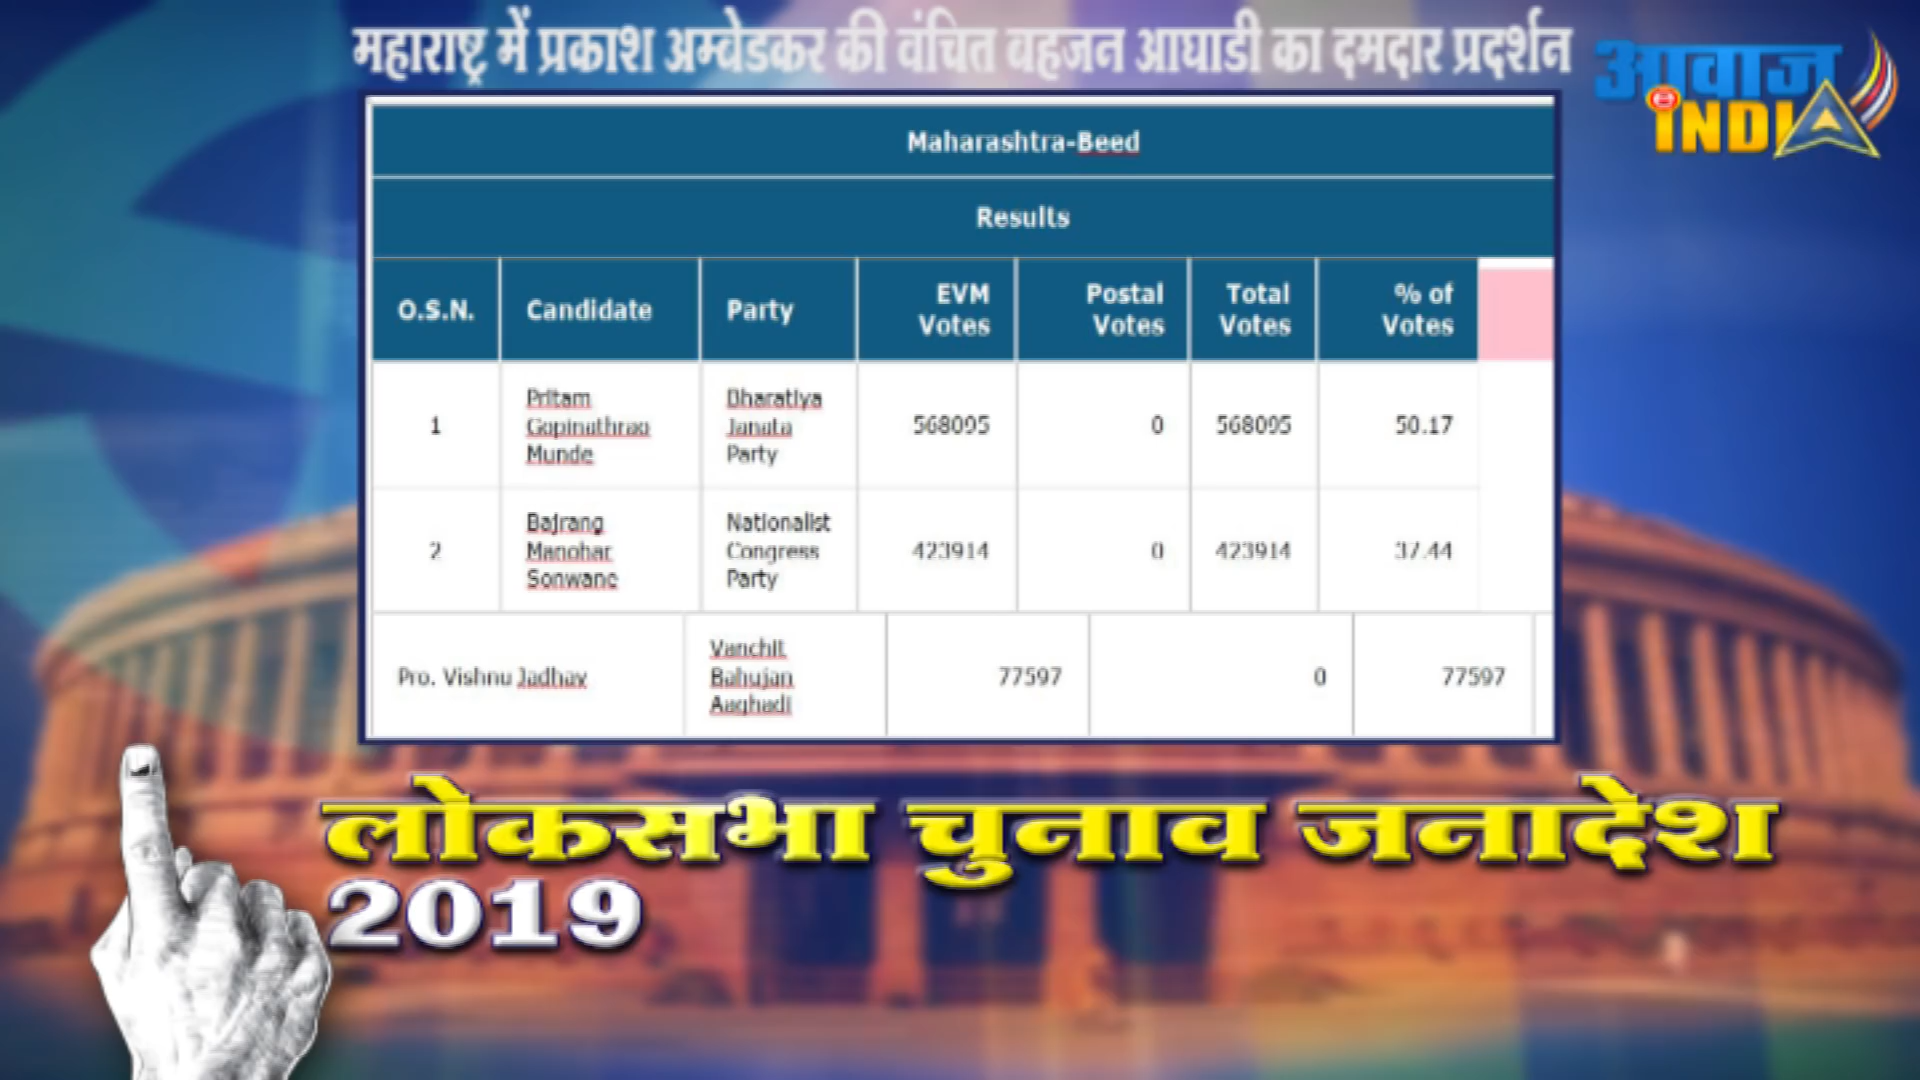 महाराष्ट्र में प्रकाश अम्बेडकर की वंचित वहजन आघाडी का दमदार प्रदर्शन
आवाज
INDIA
Maharashtra-Beed
Results
O.S.N. Candidate Party EVM Votes Postal Votes Total Votes % of Votes
1 Pritam Gopinathrao Munde Bharatiya Janata Party 568095 0 568095 50.17
2 Bajrang Manohar Sonwane Nationalist Congress Party 423914 0 423914 37.44
Pro. Vishnu Jadhav Vanchit Bahujan Aaghadi 77597 0 77597
लोकसभा चुनाव जनादेश
2019